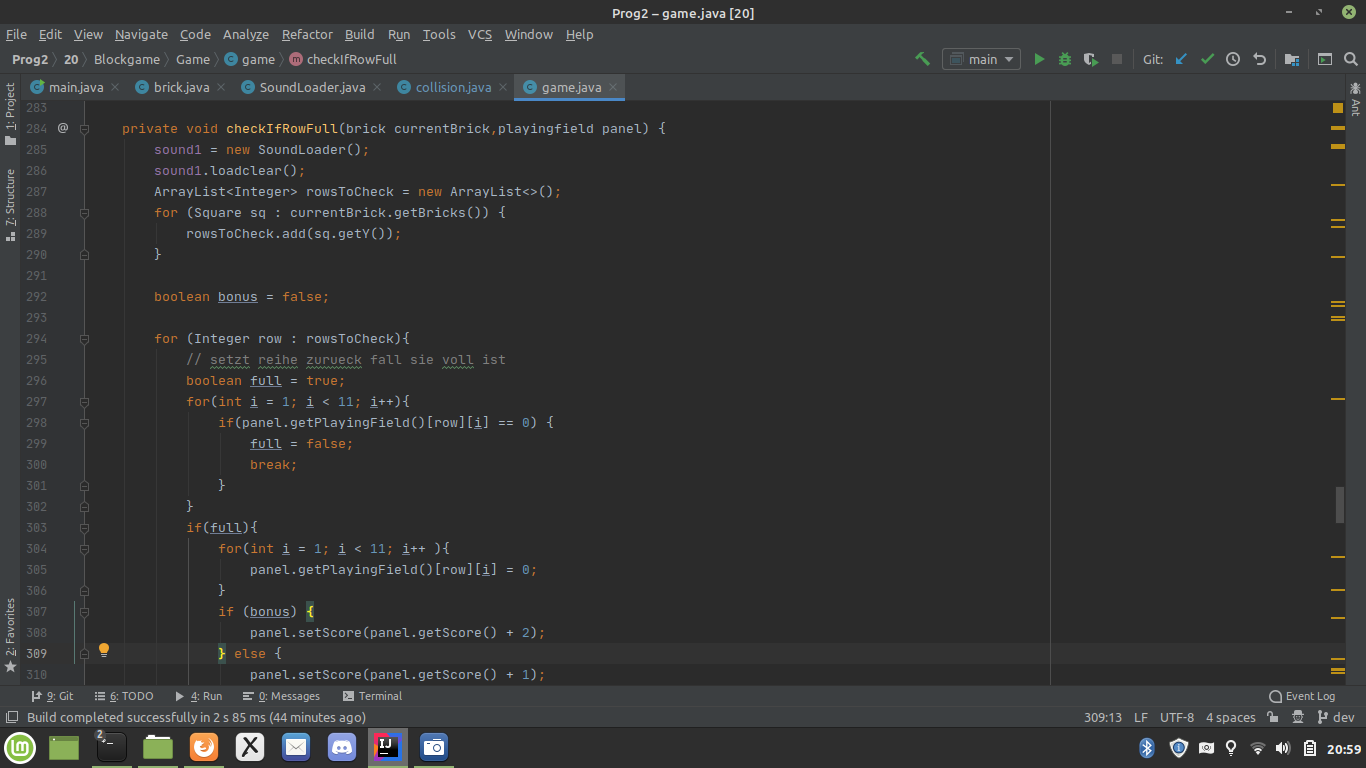 Prog2 – game.java [20]
File Edit View Navigate Code Analyze Refactor Build Run Tools VCS Window Help
Prog2 20 Blockgame Game game checkIfRowFull main Git:
main.java brick.java SoundLoader.java collision.java game.java
1: Project
7: Structure
2: Favorites
Ant
283
284 @ private void checkIfRowFull(brick currentBrick,playingfield panel) {
285 sound1 = new SoundLoader();
286 sound1.loadclear();
287 ArrayList<Integer> rowsToCheck = new ArrayList<>();
288 for (Square sq : currentBrick.getBricks()) {
289 rowsToCheck.add(sq.getY());
290 }
291
292 boolean bonus = false;
293
294 for (Integer row : rowsToCheck){
295 // setzt reihe zurueck fall sie voll ist
296 boolean full = true;
297 for(int i = 1; i < 11; i++){
298 if(panel.getPlayingField()[row][i] == 0) {
299 full = false;
300 break;
301 }
302 }
303 if(full){
304 for(int i = 1; i < 11; i++ ){
305 panel.getPlayingField()[row][i] = 0;
306 }
307 if (bonus) {
308 panel.setScore(panel.getScore() + 2);
309 } else {
310 panel.setScore(panel.getScore() + 1);
9: Git 6: TODO 4: Run 0: Messages Terminal Event Log
Build completed successfully in 2 s 85 ms (44 minutes ago) 309:13 LF UTF-8 4 spaces dev
2 20:59